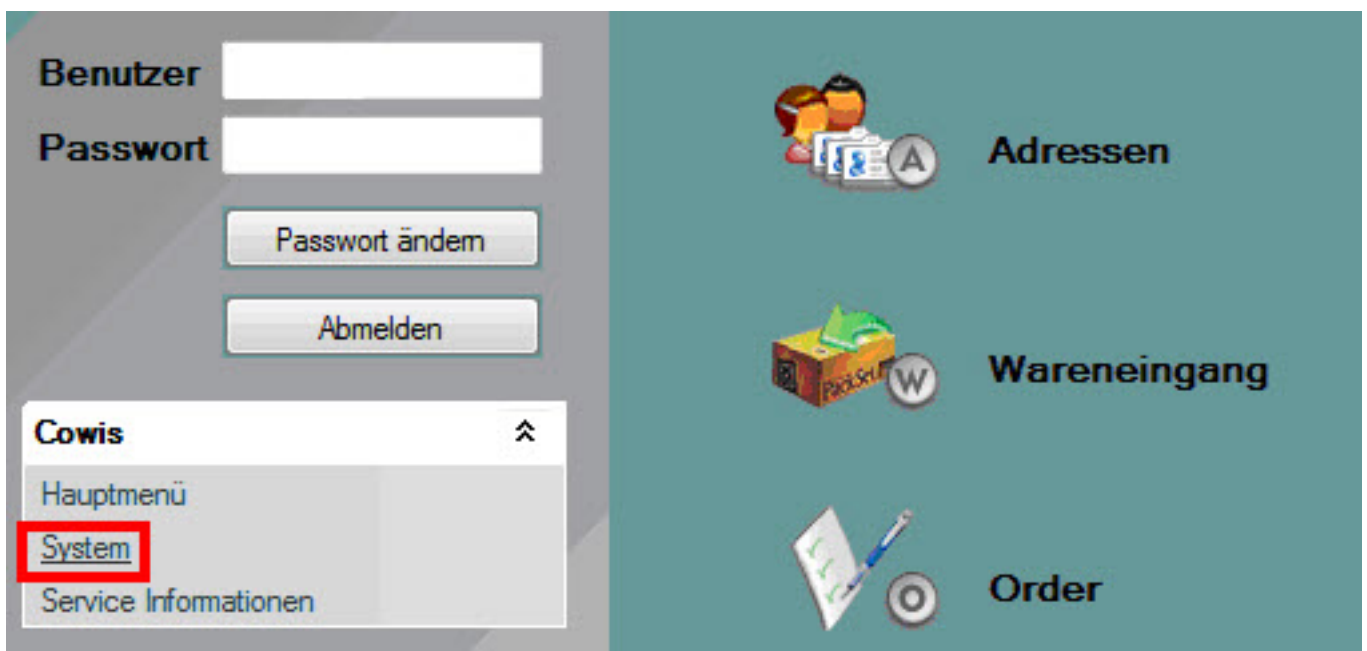 Benutzer
Passwort
Passwort ändern
Abmelden
Cowis
Hauptmenü
System
Service Informationen
A
Adressen
W
Wareneingang
O
Order